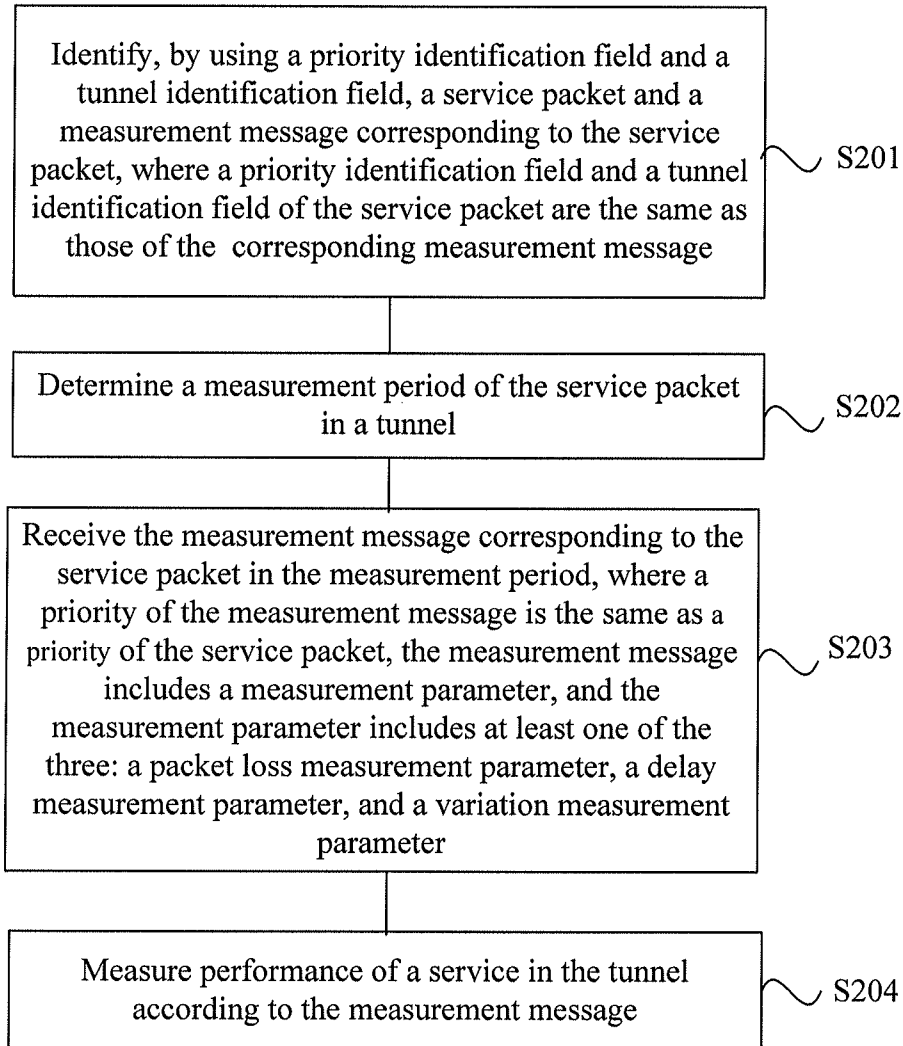 Identify, by using a priority identification field and a
tunnel identification field, a service packet and a
measurement message corresponding to the service
packet, where a priority identification field and a tunnel
identification field of the service packet are the same as
those of the corresponding measurement message
S201
Determine a measurement period of the service packet
in a tunnel
S202
Receive the measurement message corresponding to the
service packet in the measurement period, where a
priority of the measurement message is the same as a
priority of the service packet, the measurement message
includes a measurement parameter, and the
measurement parameter includes at least one of the
three: a packet loss measurement parameter, a delay
measurement parameter, and a variation measurement
parameter
S203
Measure performance of a service in the tunnel
according to the measurement message
S204